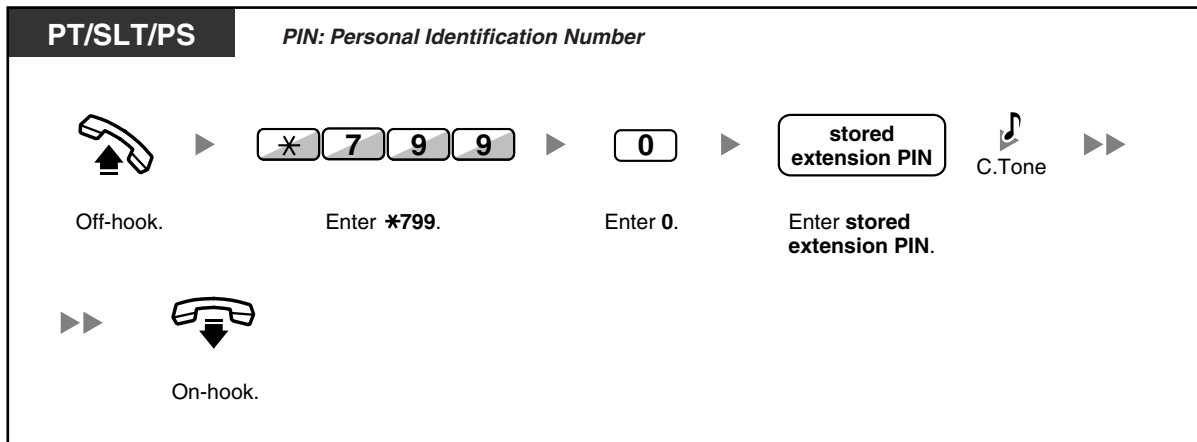 PT/SLT/PS
PIN: Personal Identification Number
* 7 9 9
0
stored
extension PIN
C.Tone
Off-hook.
Enter *799.
Enter 0.
Enter stored
extension PIN.
On-hook.